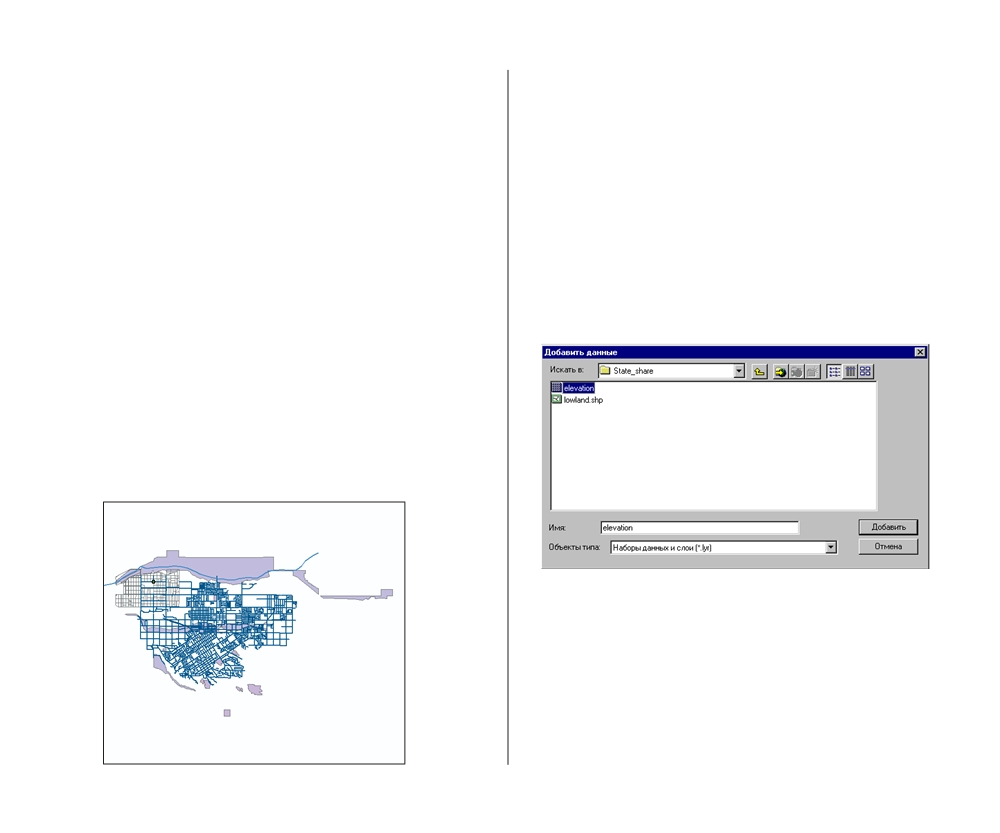 Добавить данные
Искать в: State_share
elevation
lowland.shp
Имя: elevation
Добавить
Объекты типа: Наборы данных и слои (*.lyr)
Отмена